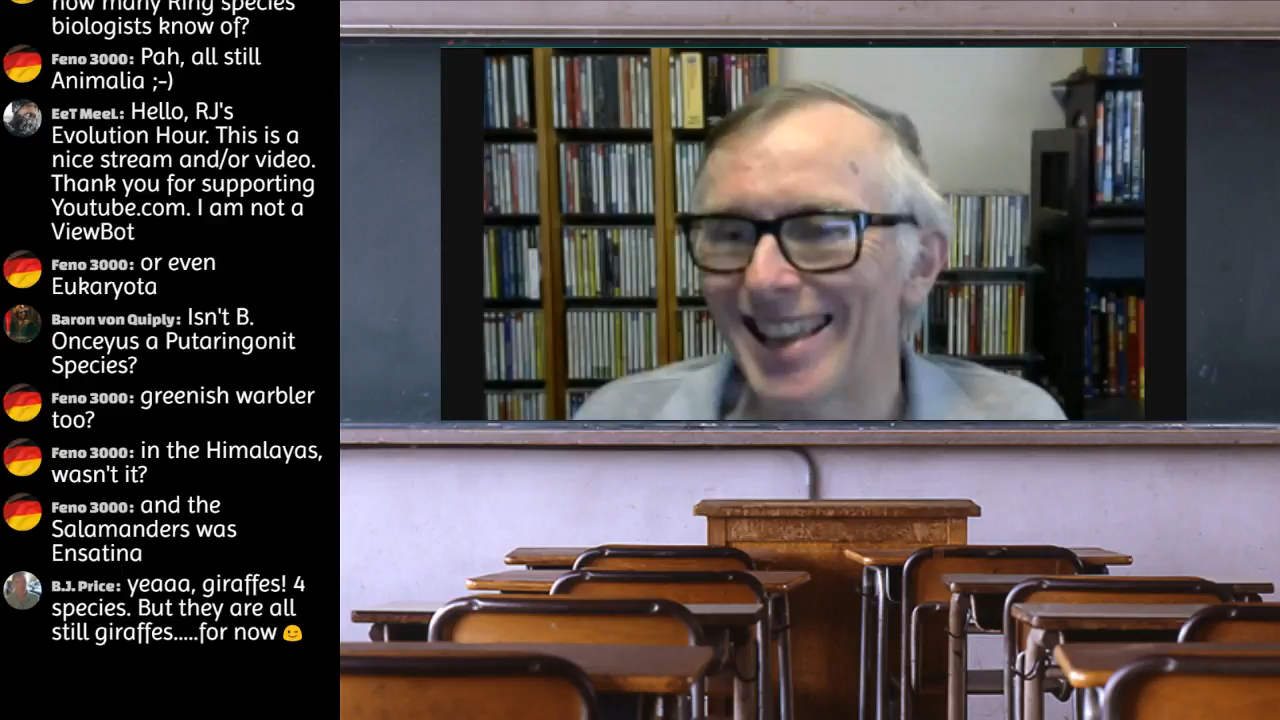 how many Ring species
biologists know of?
Feno 3000: Pah, all still
Animalia ;-)
EeT MeeL: Hello, RJ's
Evolution Hour. This is a
nice stream and/or video.
Thank you for supporting
Youtube.com. I am not a
ViewBot
Feno 3000: or even
Eukaryota
Baron von Quiply: Isn't B.
Onceyus a Putaringonit
Species?
Feno 3000: greenish warbler
too?
Feno 3000: in the Himalayas,
wasn't it?
Feno 3000: and the
Salamanders was
Ensatina
B.J. Price: yeaaa, giraffes! 4
species. But they are all
still giraffes.....for now